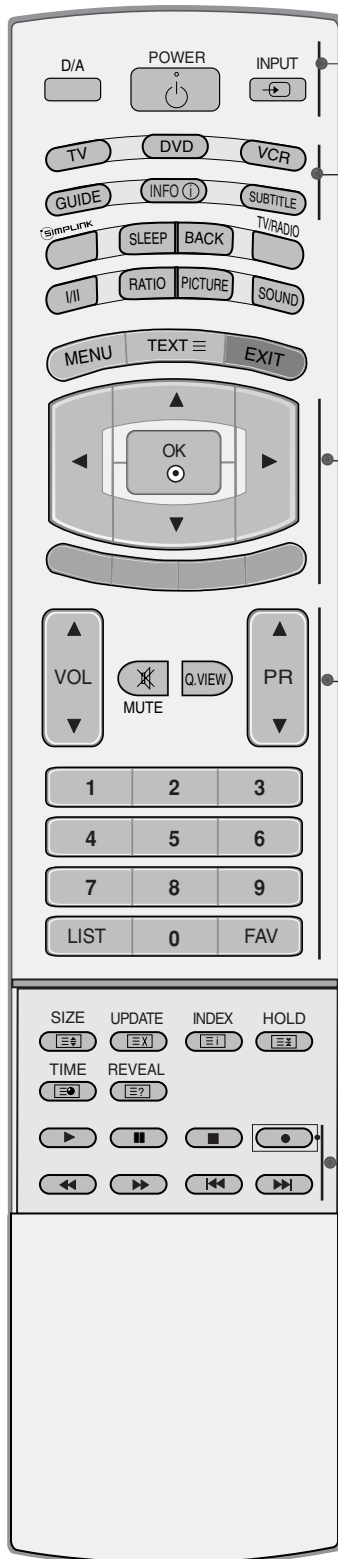 D/A POWER INPUT
TV DVD VCR
GUIDE INFO i SUBTITLE
SIMPLINK SLEEP BACK TV/RADIO
I/II RATIO PICTURE SOUND
MENU TEXT EXIT
OK
VOL PR
MUTE Q.VIEW
1 2 3
4 5 6
7 8 9
LIST 0 FAV
SIZE UPDATE INDEX HOLD
TIME REVEAL